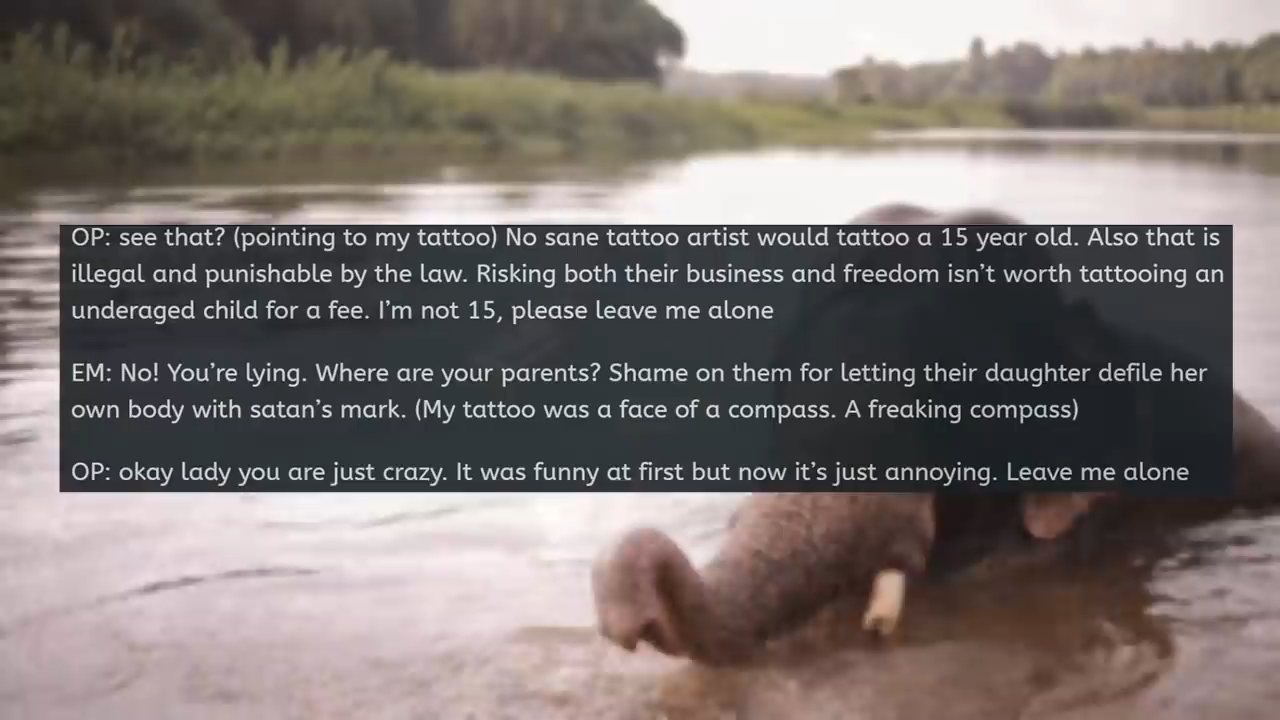 OP: see that? (pointing to my tattoo) No sane tattoo artist would tattoo a 15 year old. Also that is
illegal and punishable by the law. Risking both their business and freedom isn’t worth tattooing an
underaged child for a fee. I’m not 15, please leave me alone
EM: No! You’re lying. Where are your parents? Shame on them for letting their daughter defile her
own body with satan’s mark. (My tattoo was a face of a compass. A freaking compass)
OP: okay lady you are just crazy. It was funny at first but now it’s just annoying. Leave me alone